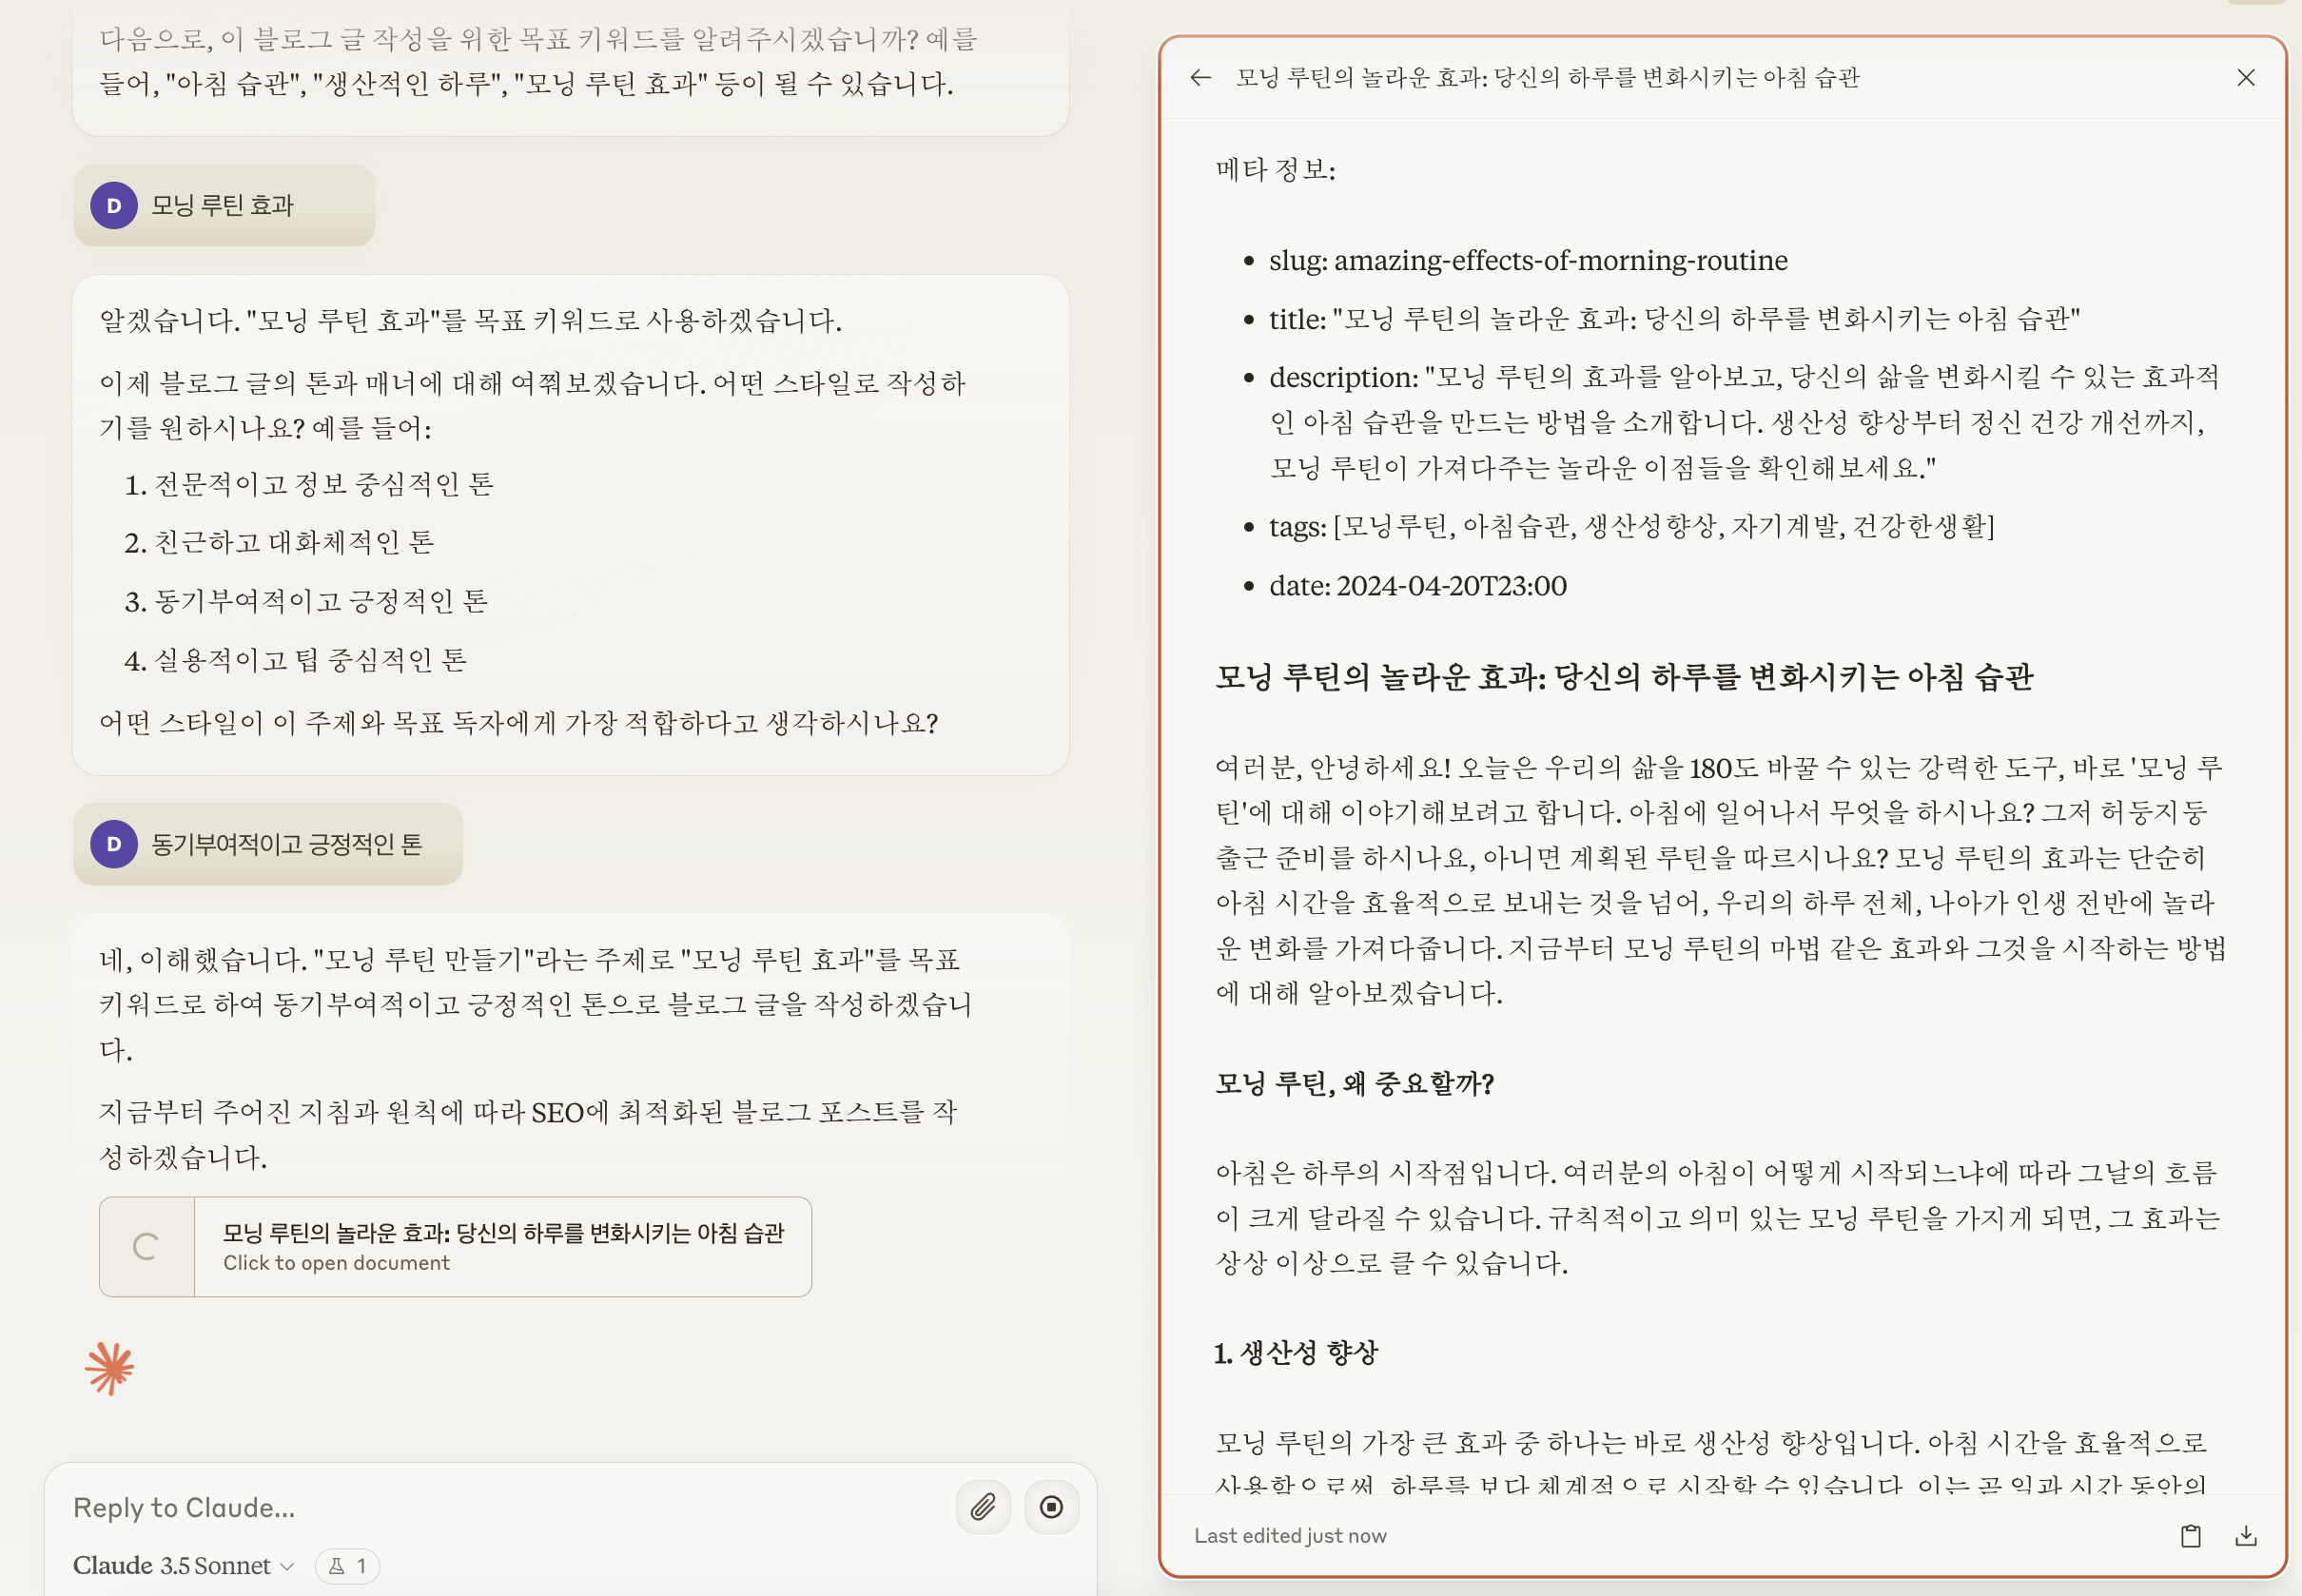 다음으로, 이 블로그 글 작성을 위한 목표 키워드를 알려주시겠습니까? 예를
들어, "아침 습관", "생산적인 하루", "모닝 루틴 효과" 등이 될 수 있습니다.
D 모닝 루틴 효과
알겠습니다. "모닝 루틴 효과"를 목표 키워드로 사용하겠습니다.
이제 블로그 글의 톤과 매너에 대해 여쭤보겠습니다. 어떤 스타일로 작성하
기를 원하시나요? 예를 들어:
1. 전문적이고 정보 중심적인 톤
2. 친근하고 대화체적인 톤
3. 동기부여적이고 긍정적인 톤
4. 실용적이고 팁 중심적인 톤
어떤 스타일이 이 주제와 목표 독자에게 가장 적합하다고 생각하시나요?
D 동기부여적이고 긍정적인 톤
네, 이해했습니다. "모닝 루틴 만들기"라는 주제로 "모닝 루틴 효과"를 목표
키워드로 하여 동기부여적이고 긍정적인 톤으로 블로그 글을 작성하겠습니
다.
지금부터 주어진 지침과 원칙에 따라 SEO에 최적화된 블로그 포스트를 작
성하겠습니다.
모닝 루틴의 놀라운 효과: 당신의 하루를 변화시키는 아침 습관
Click to open document
Reply to Claude...
Claude 3.5 Sonnet
1
모닝 루틴의 놀라운 효과: 당신의 하루를 변화시키는 아침 습관
메타 정보:
• slug: amazing-effects-of-morning-routine
• title: "모닝 루틴의 놀라운 효과: 당신의 하루를 변화시키는 아침 습관"
• description: "모닝 루틴의 효과를 알아보고, 당신의 삶을 변화시킬 수 있는 효과적
인 아침 습관을 만드는 방법을 소개합니다. 생산성 향상부터 정신 건강 개선까지,
모닝 루틴이 가져다주는 놀라운 이점들을 확인해보세요."
• tags: [모닝루틴, 아침습관, 생산성향상, 자기계발, 건강한생활]
• date: 2024-04-20T23:00
모닝 루틴의 놀라운 효과: 당신의 하루를 변화시키는 아침 습관
여러분, 안녕하세요! 오늘은 우리의 삶을 180도 바꿀 수 있는 강력한 도구, 바로 '모닝 루
틴'에 대해 이야기해보려고 합니다. 아침에 일어나서 무엇을 하시나요? 그저 허둥지둥
출근 준비를 하시나요, 아니면 계획된 루틴을 따르시나요? 모닝 루틴의 효과는 단순히
아침 시간을 효율적으로 보내는 것을 넘어, 우리의 하루 전체, 나아가 인생 전반에 놀라
운 변화를 가져다줍니다. 지금부터 모닝 루틴의 마법 같은 효과와 그것을 시작하는 방법
에 대해 알아보겠습니다.
모닝 루틴, 왜 중요할까?
아침은 하루의 시작점입니다. 여러분의 아침이 어떻게 시작되느냐에 따라 그날의 흐름
이 크게 달라질 수 있습니다. 규칙적이고 의미 있는 모닝 루틴을 가지게 되면, 그 효과는
상상 이상으로 클 수 있습니다.
1. 생산성 향상
모닝 루틴의 가장 큰 효과 중 하나는 바로 생산성 향상입니다. 아침 시간을 효율적으로
사용함으로써, 하루를 보다 체계적으로 시작할 수 있습니다. 이는 곧 일과 시간 동안의
Last edited just now